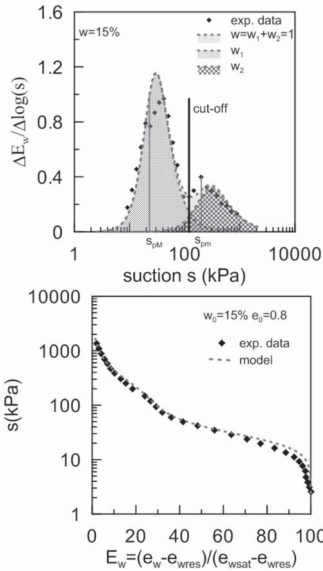 w=15%
exp. data
w=w1+w2=1
w1
w2
cut-off
ΔEw/Δlog(s)
1.6
1.2
0.8
0.4
0
spM
spm
1
100
10000
suction s (kPa)
10000
1000
100
10
1
s(kPa)
w0=15% e0=0.8
exp. data
model
0
20
40
60
80
100
Ew=(ew-ewres)/(ewsat-ewres)